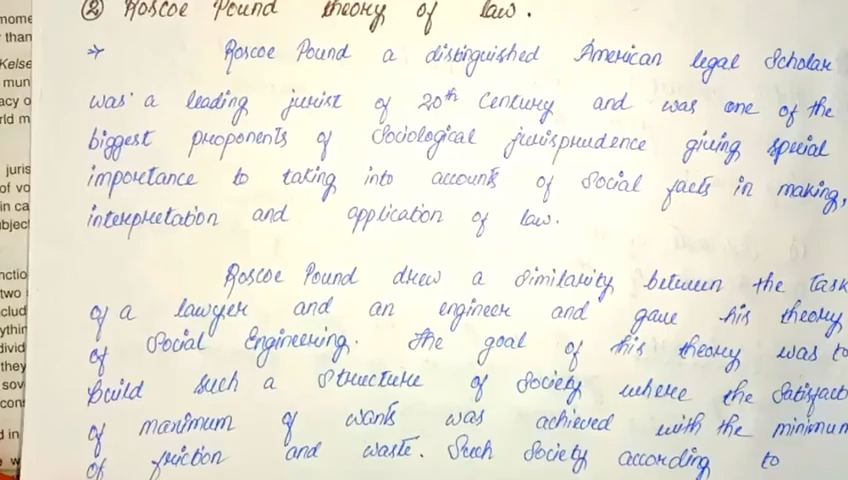 ② Roscoe Pound theory of law.
→ Roscoe Pound a distinguished American legal Scholar
was a leading jurist of 20th Century and was one of the
biggest proponents of Sociological jurisprudence giving special
importance to taking into accounts of Social facts in making,
interpretation and application of law.
Roscoe Pound drew a similarity between the task
of a lawyer and an engineer and gave his theory
of Social Engineering. The goal of his theory was to
build such a structure of society where the satisfact
of maximum of wants was achieved with the minimum
of friction and waste. Such Society according to
mome
than
Kelse
mun
acy o
rld m
juris
of vo
in ca
bjec
nctio
two
clud
ythin
divid
they
sov
con
d in
w